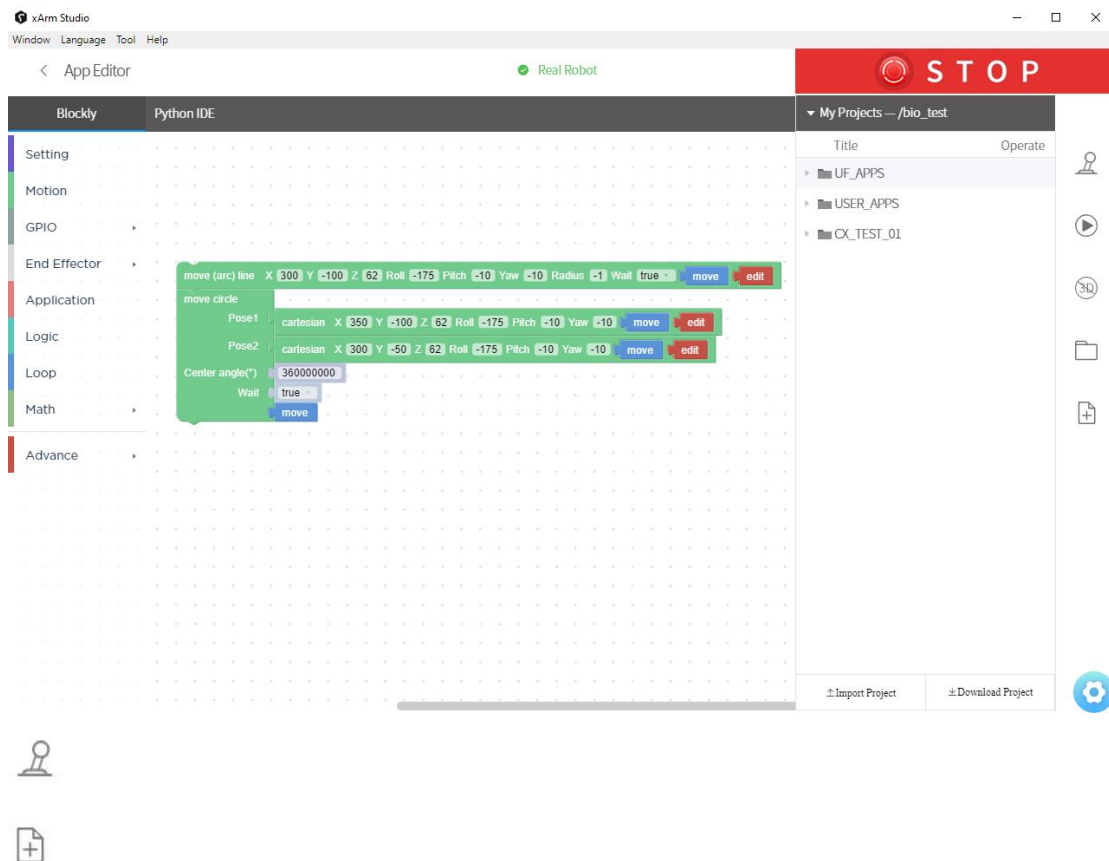 xArm Studio
Window Language Tool Help
App Editor
Real Robot
STOP
Blockly Python IDE
My Projects — /bio_test
Title Operate
Setting
Motion
GPIO
End Effector
Application
Logic
Loop
Math
Advance
move (arc) line X 300 Y -100 Z 62 Roll -175 Pitch -10 Yaw -10 Radius -1 Wait true move edit
move circle
Pose1 cartesian X 350 Y -100 Z 62 Roll -175 Pitch -10 Yaw -10 move edit
Pose2 cartesian X 300 Y -50 Z 62 Roll -175 Pitch -10 Yaw -10 move edit
Center angle(°) 360000000
Wait true
move
UF_APPS
USER_APPS
CX_TEST_01
3D
Import Project Download Project